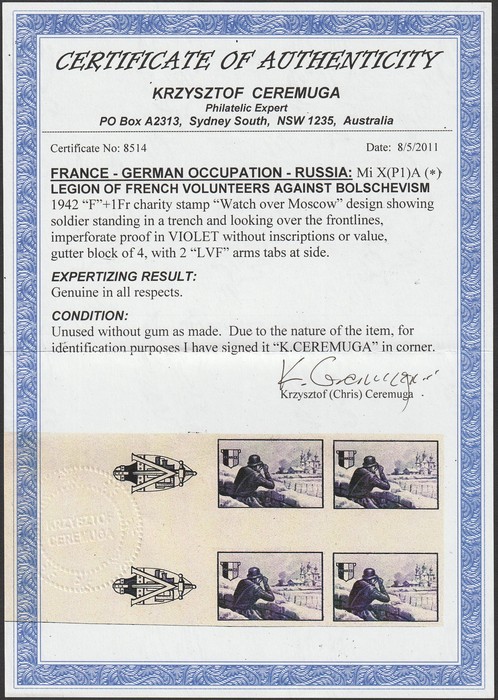 CERTIFICATE OF AUTHENTICITY
KRZYSZTOF CEREMUGA
Philatelic Expert
PO Box A2313, Sydney South, NSW 1235, Australia
Certificate No: 8514 Date: 8/5/2011
FRANCE - GERMAN OCCUPATION - RUSSIA: Mi X(P1)A (*)
LEGION OF FRENCH VOLUNTEERS AGAINST BOLSCHEVISM
1942 “F”+1Fr charity stamp “Watch over Moscow” design showing
soldier standing in a trench and looking over the frontlines,
imperforate proof in VIOLET without inscriptions or value,
gutter block of 4, with 2 “LVF” arms tabs at side.
EXPERTIZING RESULT:
Genuine in all respects.
CONDITION:
Unused without gum as made. Due to the nature of the item, for
identification purposes I have signed it “K.CEREMUGA” in corner.
K. Ceremuga
Krzysztof (Chris) Ceremuga
KRZYSZTOF
CEREMUGA